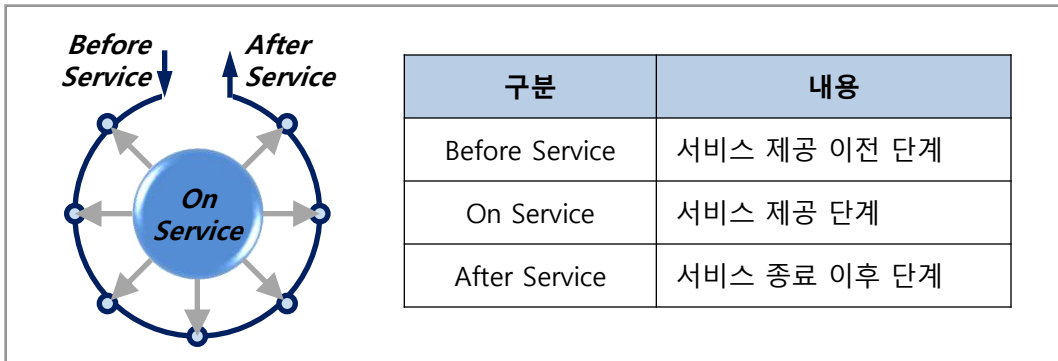 Before
Service
After
Service
On
Service
구분 내용
Before Service 서비스 제공 이전 단계
On Service 서비스 제공 단계
After Service 서비스 종료 이후 단계